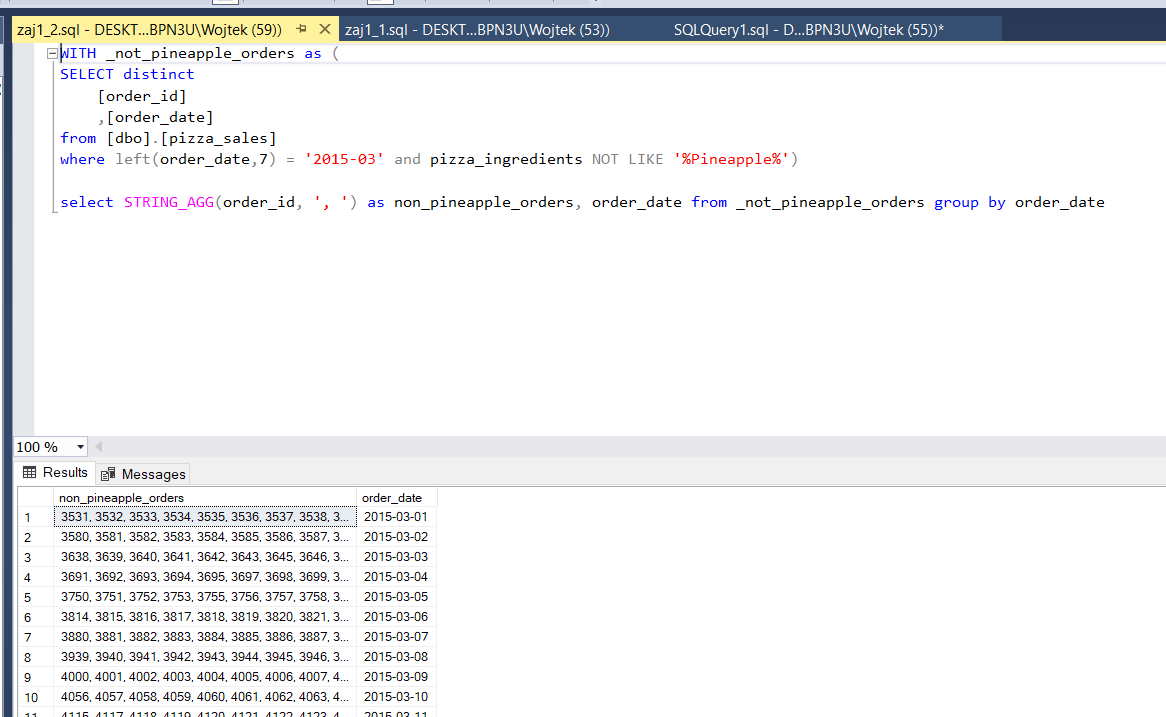 zaj1_2.sql - DESKT...BPN3U\Wojtek (59)) zaj1_1.sql - DESKT...BPN3U\Wojtek (53)) SQLQuery1.sql - D...BPN3U\Wojtek (55))*
WITH _not_pineapple_orders as (
SELECT distinct
[order_id]
,[order_date]
from [dbo].[pizza_sales]
where left(order_date,7) = '2015-03' and pizza_ingredients NOT LIKE '%Pineapple%')
select STRING_AGG(order_id, ', ') as non_pineapple_orders, order_date from _not_pineapple_orders group by order_date
100 %
Results Messages
non_pineapple_orders order_date
1 3531, 3532, 3533, 3534, 3535, 3536, 3537, 3538, 3... 2015-03-01
2 3580, 3581, 3582, 3583, 3584, 3585, 3586, 3587, 3... 2015-03-02
3 3638, 3639, 3640, 3641, 3642, 3643, 3645, 3646, 3... 2015-03-03
4 3691, 3692, 3693, 3694, 3695, 3697, 3698, 3699, 3... 2015-03-04
5 3750, 3751, 3752, 3753, 3755, 3756, 3757, 3758, 3... 2015-03-05
6 3814, 3815, 3816, 3817, 3818, 3819, 3820, 3821, 3... 2015-03-06
7 3880, 3881, 3882, 3883, 3884, 3885, 3886, 3887, 3... 2015-03-07
8 3939, 3940, 3941, 3942, 3943, 3944, 3945, 3946, 3... 2015-03-08
9 4000, 4001, 4002, 4003, 4004, 4005, 4006, 4007, 4... 2015-03-09
10 4056, 4057, 4058, 4059, 4060, 4061, 4062, 4063, 4... 2015-03-10
11 4115, 4117, 4118, 4119, 4120, 4121, 4122, 4123, 4... 2015-03-11